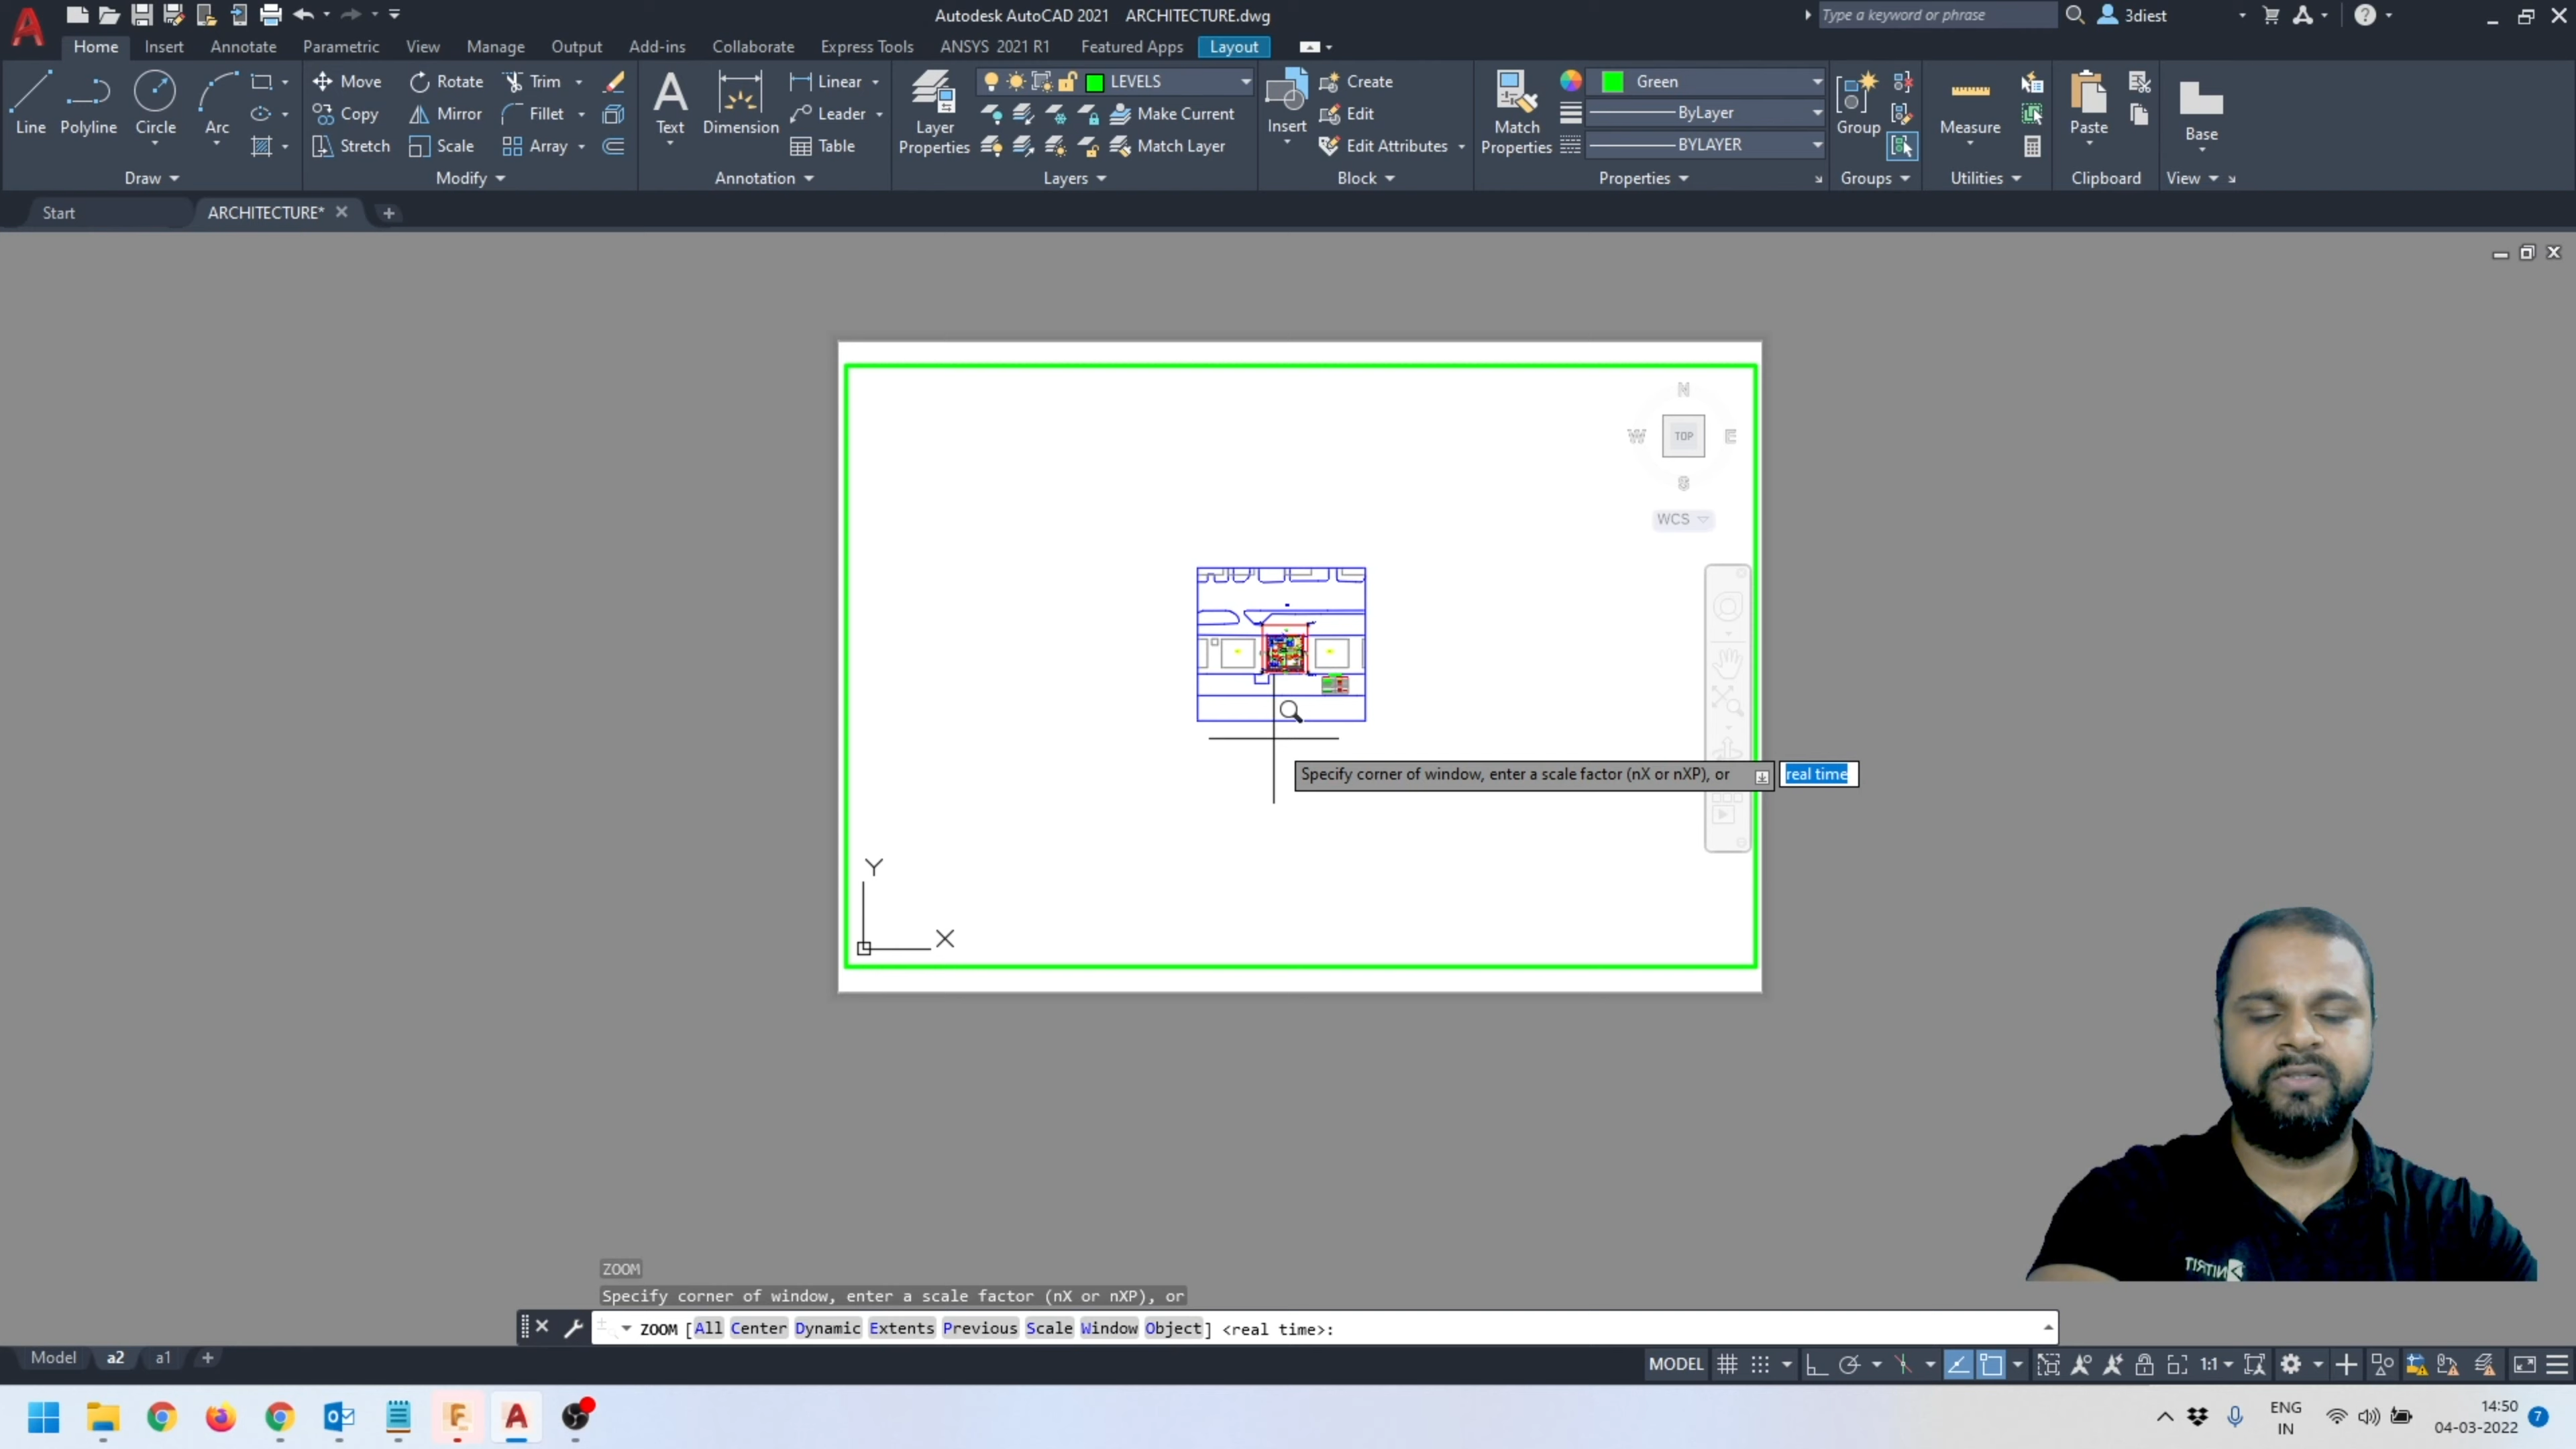 Autodesk AutoCAD 2021 ARCHITECTURE.dwg
Type a keyword or phrase
3diest
Home Insert Annotate Parametric View Manage Output Add-ins Collaborate Express Tools ANSYS 2021 R1 Featured Apps Layout
Line Polyline Circle Arc
Move Rotate Trim
Copy Mirror Fillet
Stretch Scale Array
Text Dimension
Linear
Leader
Table
Layer Properties
LEVELS
Make Current
Match Layer
Insert
Create
Edit
Edit Attributes
Match Properties
Green
ByLayer
BYLAYER
Group
Measure
Paste
Base
Draw Modify Annotation Layers Block Properties Groups Utilities Clipboard View
Start ARCHITECTURE*
N
W TOP E
S
WCS
Specify corner of window, enter a scale factor (nX or nXP), or real time
Y
X
ZOOM
Specify corner of window, enter a scale factor (nX or nXP), or
ZOOM [All Center Dynamic Extents Previous Scale Window Object] <real time>:
Model a2 a1
MODEL 1:1
ENG
IN
14:50
04-03-2022
7